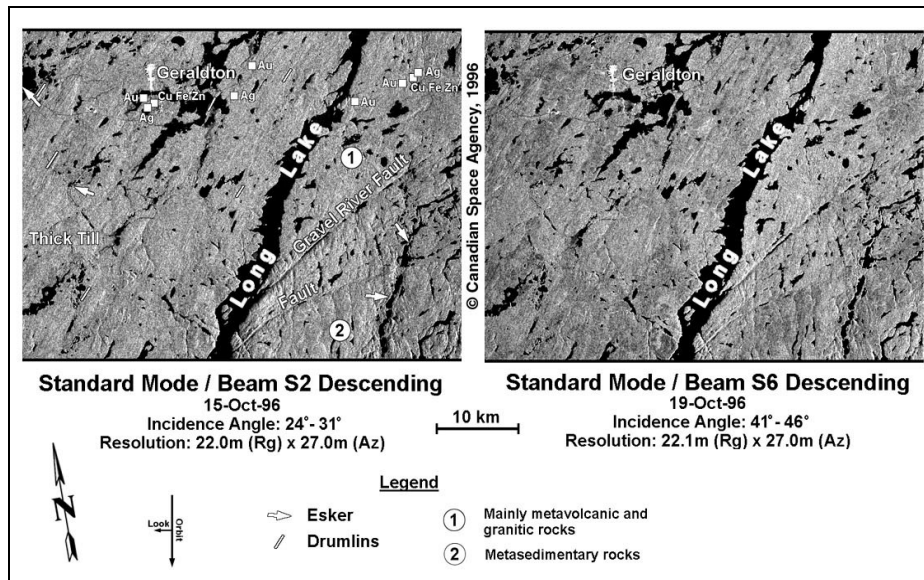 Geraldton
Au
Ag
Cu Fe Zn
Au
Cu Fe Zn
Ag
Au
Ag
Au
Long Lake
1
Gravel River Fault
Fault
Thick Till
2
© Canadian Space Agency, 1996
Geraldton
Long Lake
Standard Mode / Beam S2 Descending
15-Oct-96
Incidence Angle: 24°- 31°
Resolution: 22.0m (Rg) x 27.0m (Az)
10 km
Standard Mode / Beam S6 Descending
19-Oct-96
Incidence Angle: 41°- 46°
Resolution: 22.1m (Rg) x 27.0m (Az)
N
Look
Orbit
Legend
Esker
Drumlins
1 Mainly metavolcanic and
granitic rocks
2 Metasedimentary rocks